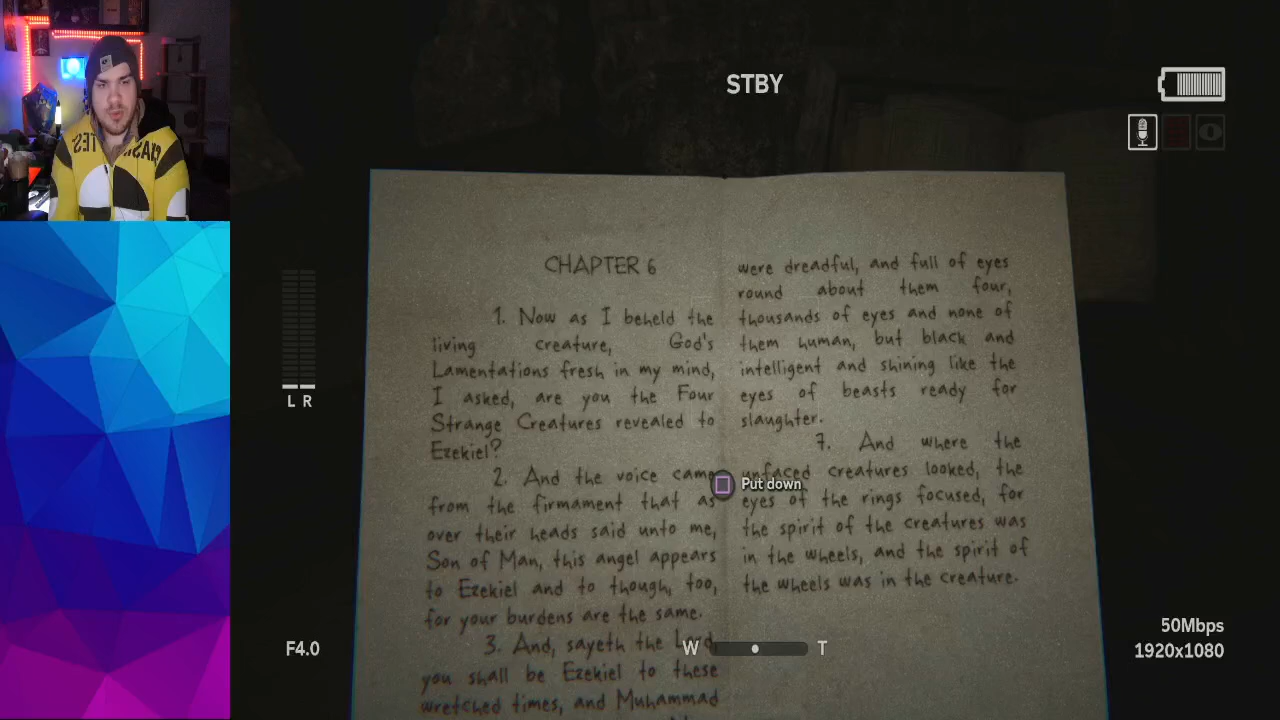 STBY
CHAPTER 6
1. Now as I beheld the
living creature, God's
Lamentations fresh in my mind,
I asked, are you the Four
Strange Creatures revealed to
Ezekiel?
2. And the voice came
from the firmament that as
over their heads said unto me,
Son of Man, this angel appears
to Ezekiel and to though, too,
for your burdens are the same.
3. And, sayeth the Lord
you shall be Ezekiel to these
wretched times, and Muhammad
were dreadful, and full of eyes
round about them four,
thousands of eyes and none of
them human, but black and
intelligent and shining like the
eyes of beasts ready for
slaughter.
7. And where the
unfaced creatures looked, the
eyes of the rings focused, for
the spirit of the creatures was
in the wheels, and the spirit of
the wheels was in the creature.
Put down
L R
F4.0
W T
50Mbps
1920x1080